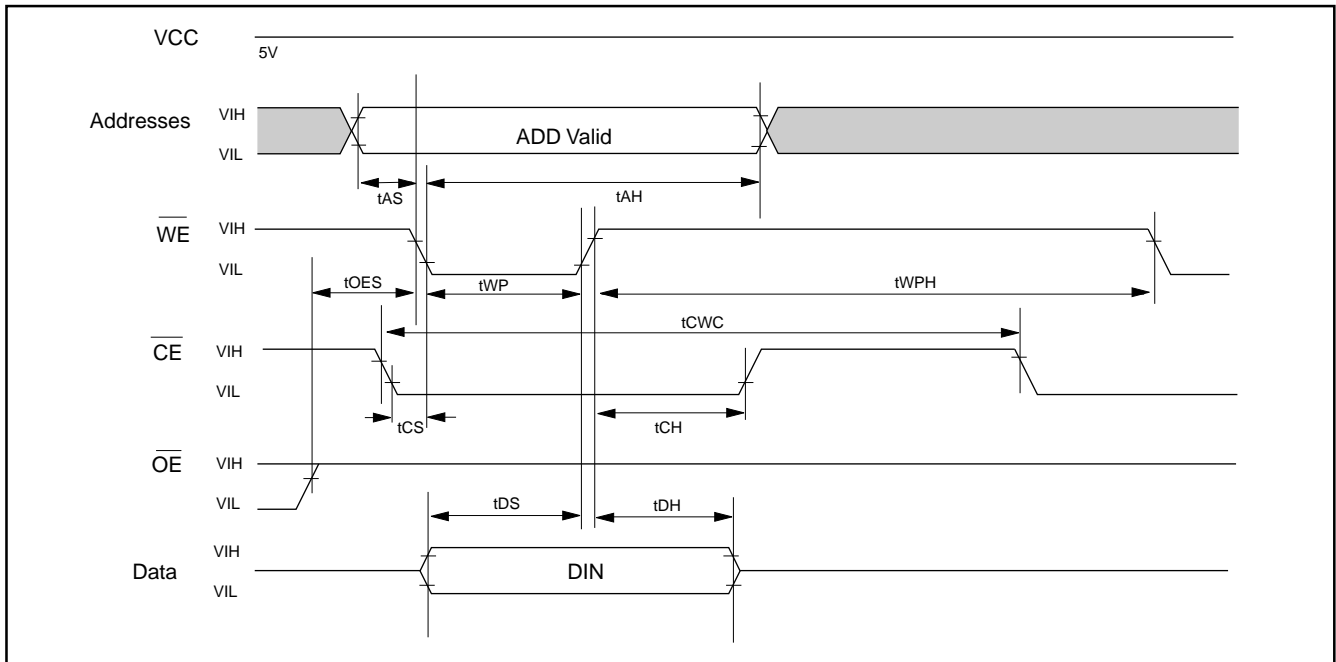 VCC
5V
Addresses
VIH
VIL
ADD Valid
tAS
tAH
WE
VIH
VIL
tOES
tWP
tWPH
tCWC
CE
VIH
VIL
tCS
tCH
OE
VIH
VIL
tDS
tDH
Data
VIH
VIL
DIN